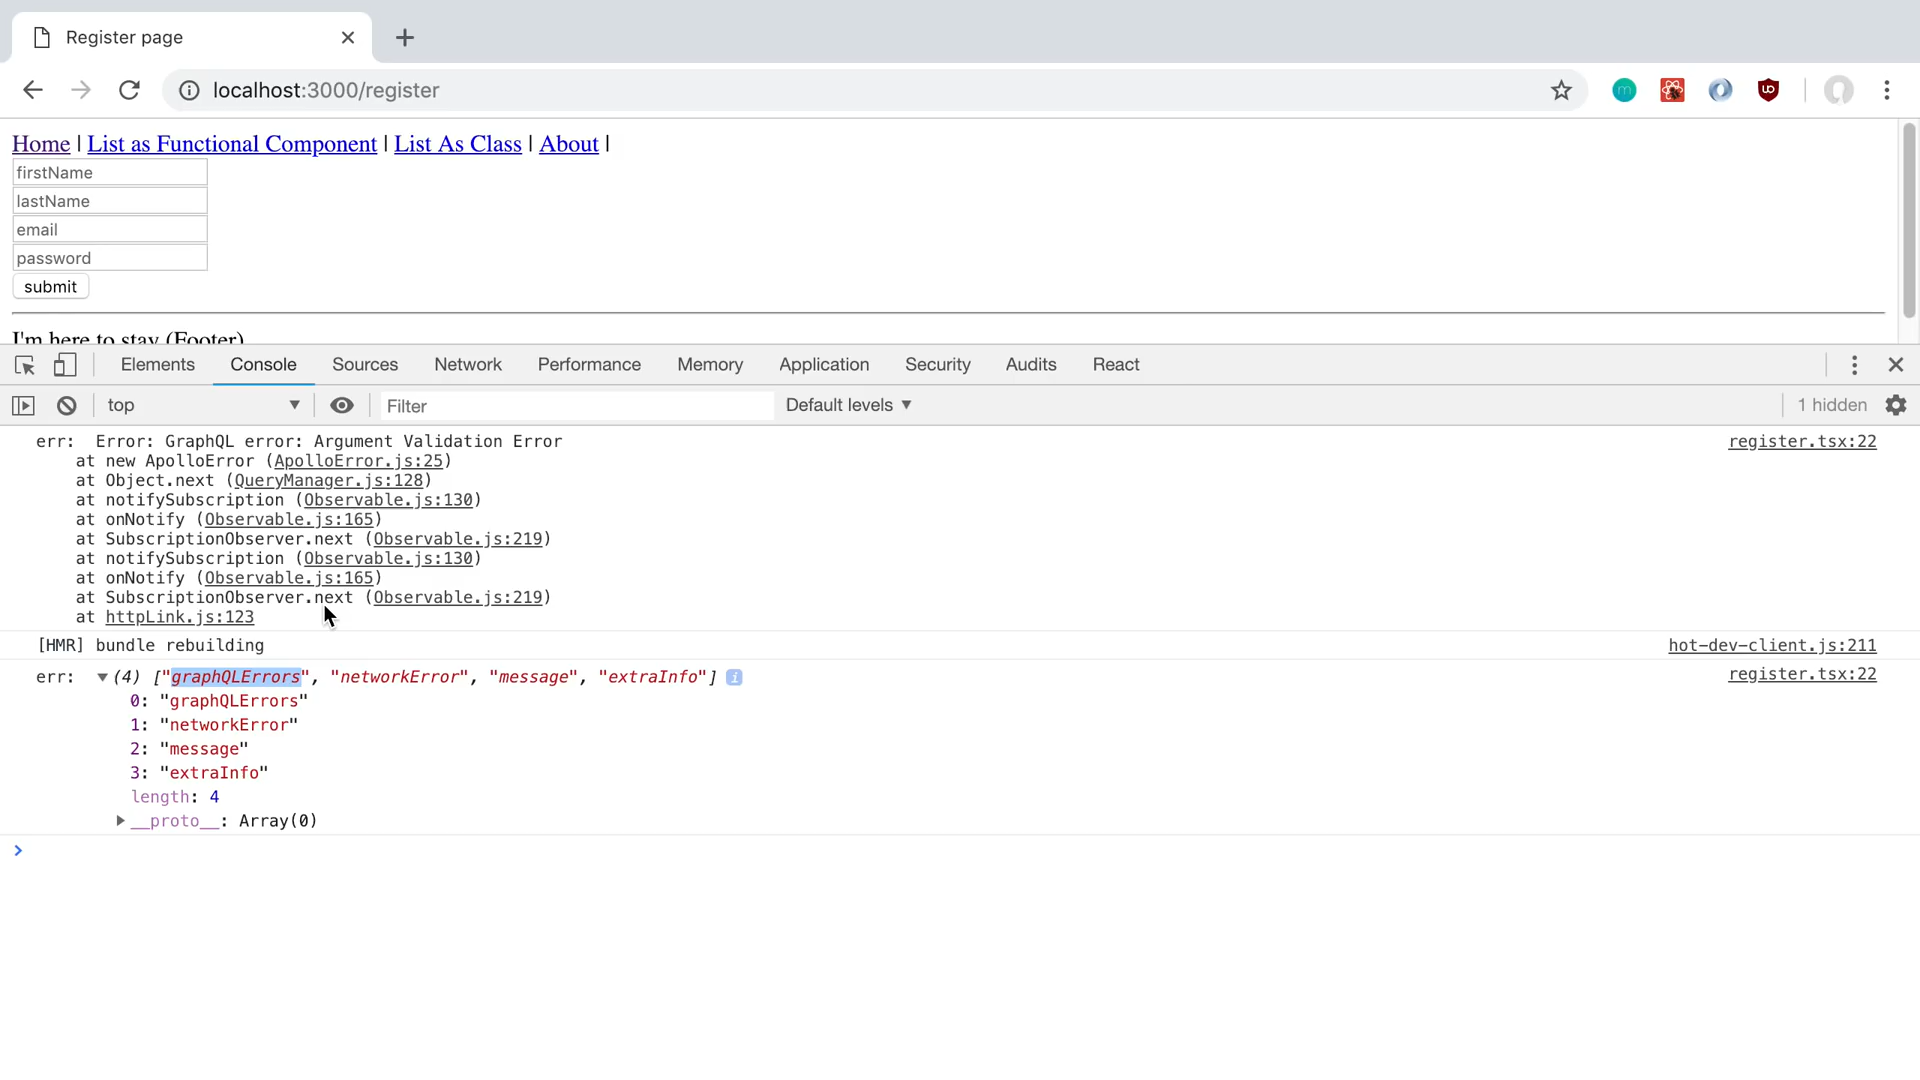 Register page
localhost:3000/register
Home | List as Functional Component | List As Class | About |
firstName
lastName
email
password
submit
I'm here to stay (Footer)
Elements Console Sources Network Performance Memory Application Security Audits React
top Filter Default levels 1 hidden
err: Error: GraphQL error: Argument Validation Error register.tsx:22
at new ApolloError (ApolloError.js:25)
at Object.next (QueryManager.js:128)
at notifySubscription (Observable.js:130)
at onNotify (Observable.js:165)
at SubscriptionObserver.next (Observable.js:219)
at notifySubscription (Observable.js:130)
at onNotify (Observable.js:165)
at SubscriptionObserver.next (Observable.js:219)
at httpLink.js:123
[HMR] bundle rebuilding hot-dev-client.js:211
err: (4) ["graphQLErrors", "networkError", "message", "extraInfo"] register.tsx:22
0: "graphQLErrors"
1: "networkError"
2: "message"
3: "extraInfo"
length: 4
__proto__: Array(0)